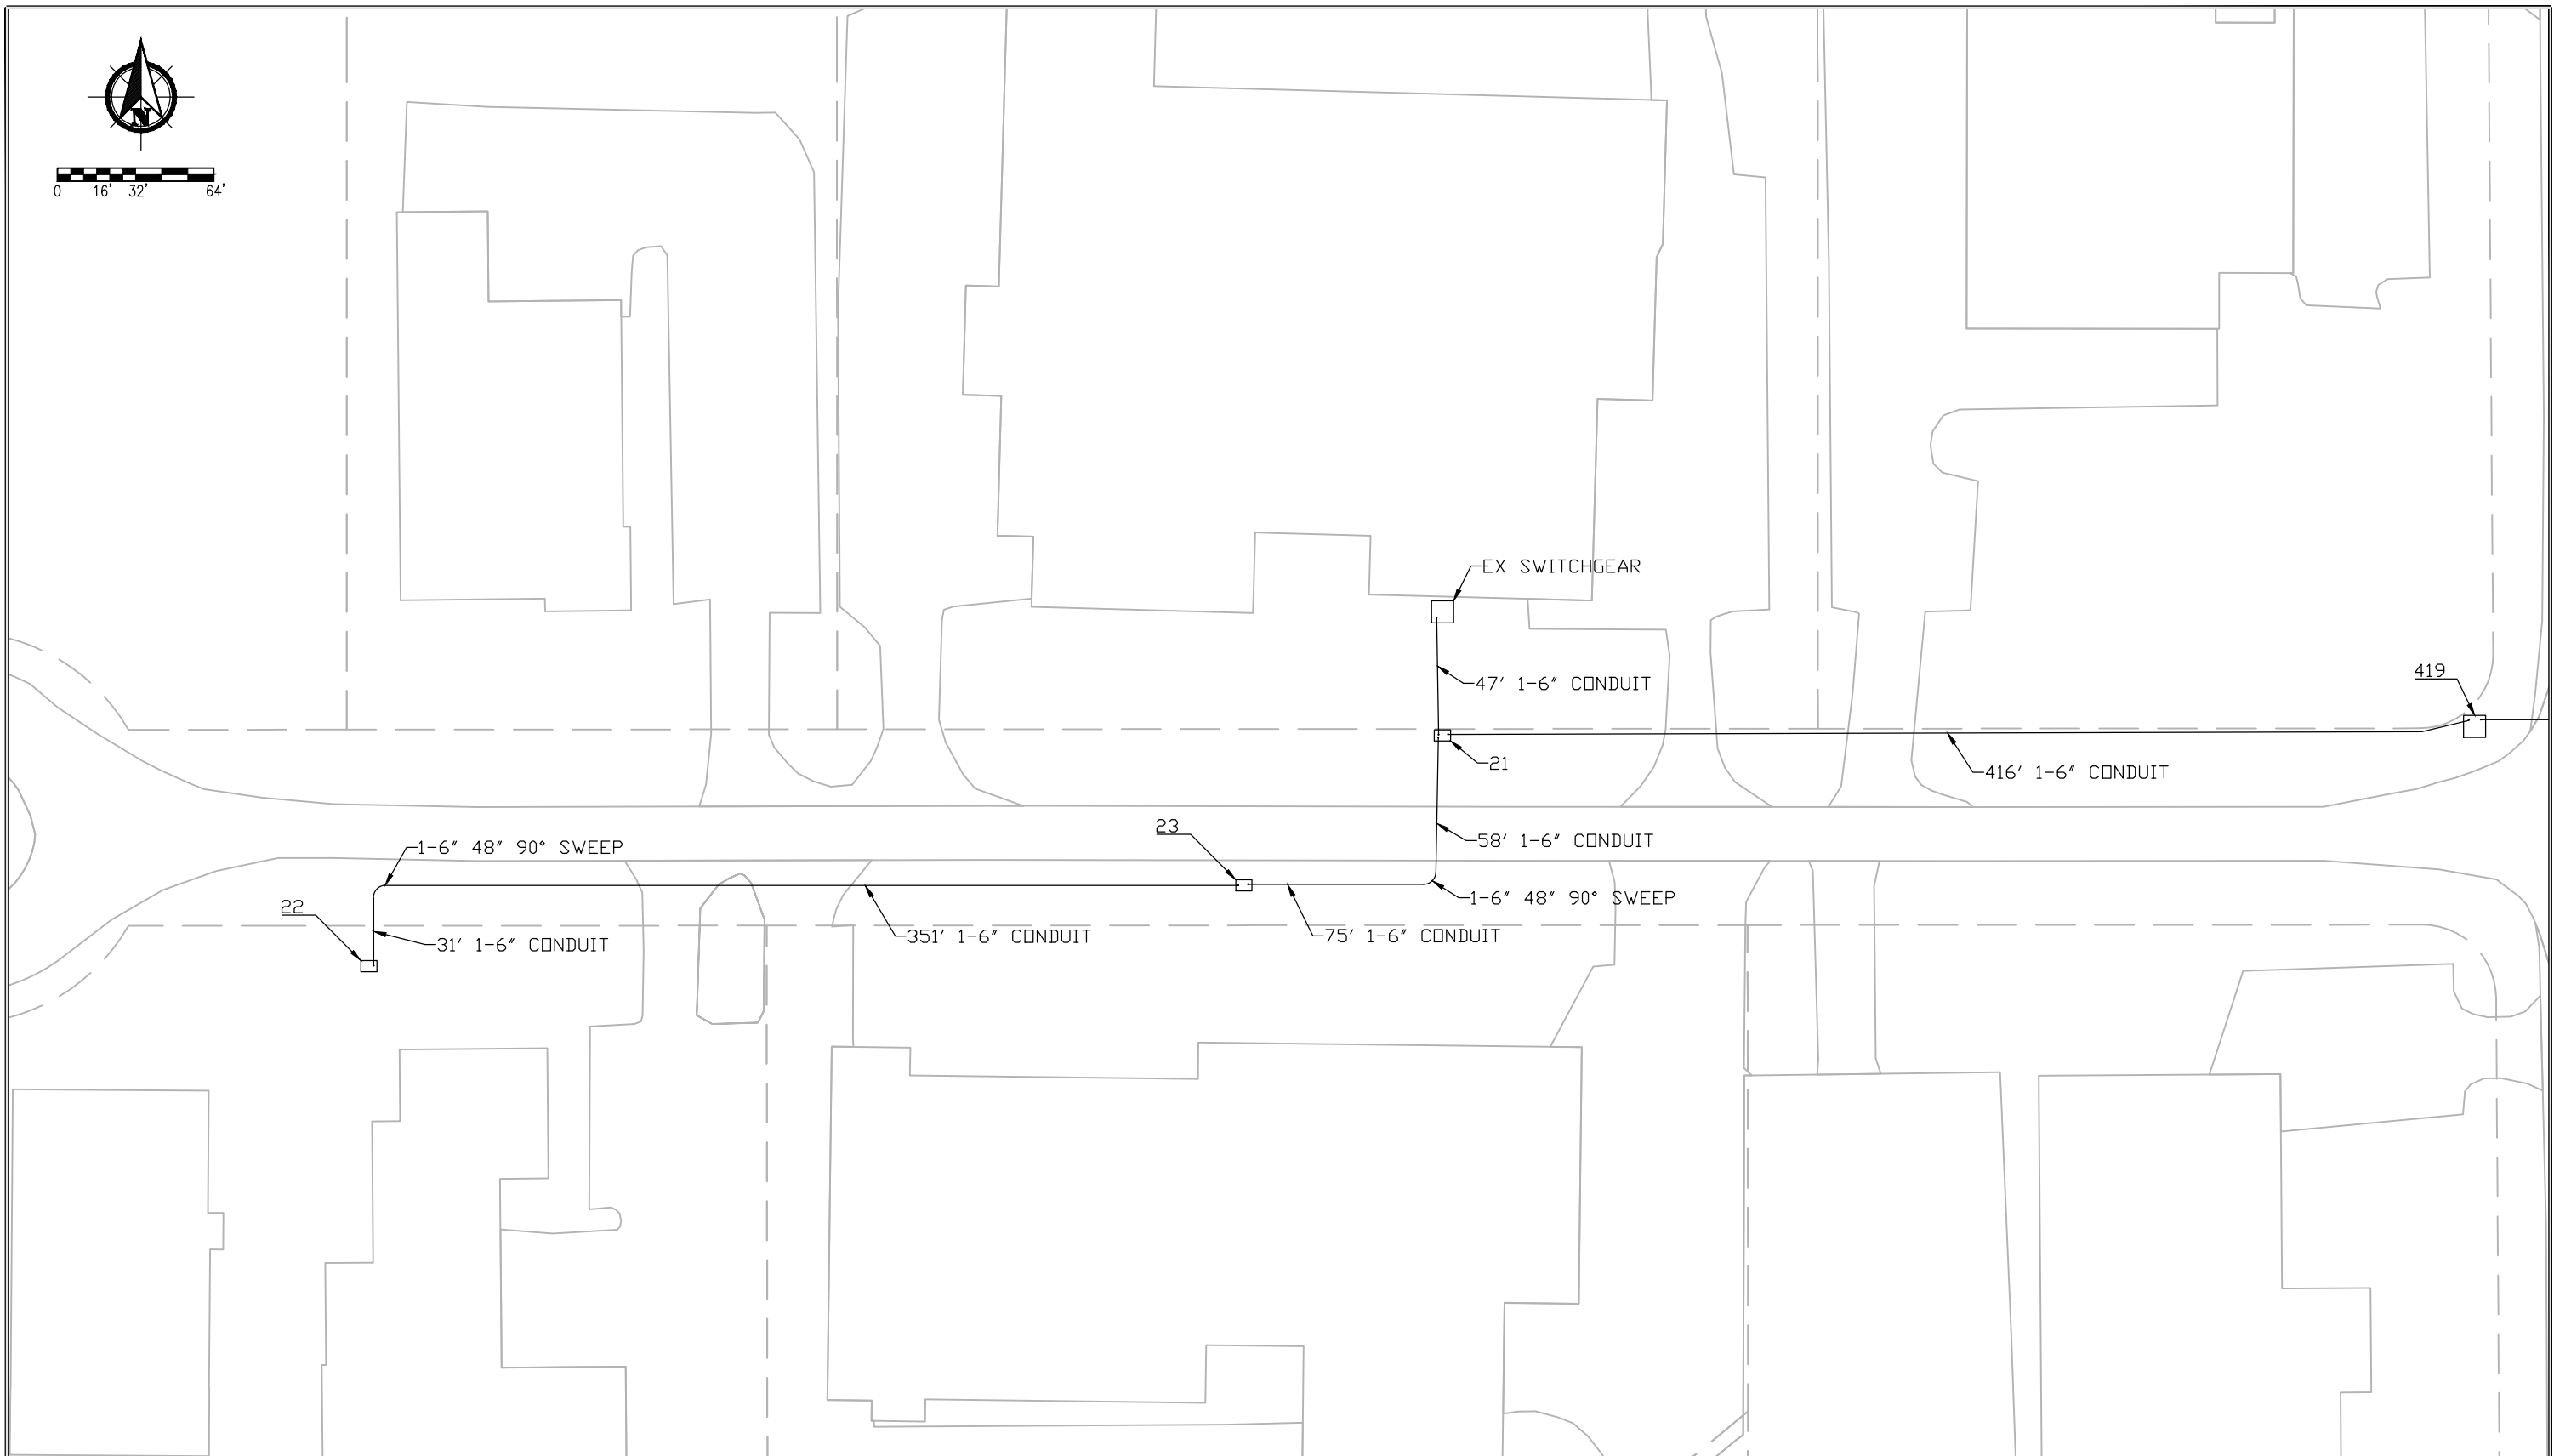 N
0 16' 32' 64'
EX SWITCHGEAR
47' 1-6" CONDUIT
419
21
416' 1-6" CONDUIT
23
58' 1-6" CONDUIT
1-6" 48" 90° SWEEP
1-6" 48" 90° SWEEP
22
31' 1-6" CONDUIT
351' 1-6" CONDUIT
75' 1-6" CONDUIT